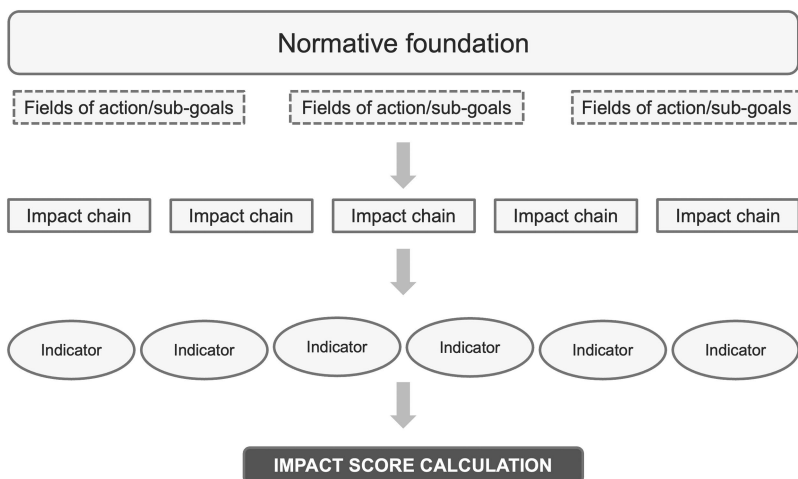 Normative foundation
Fields of action/sub-goals
Fields of action/sub-goals
Fields of action/sub-goals
Impact chain
Impact chain
Impact chain
Impact chain
Impact chain
Indicator
Indicator
Indicator
Indicator
Indicator
Indicator
IMPACT SCORE CALCULATION